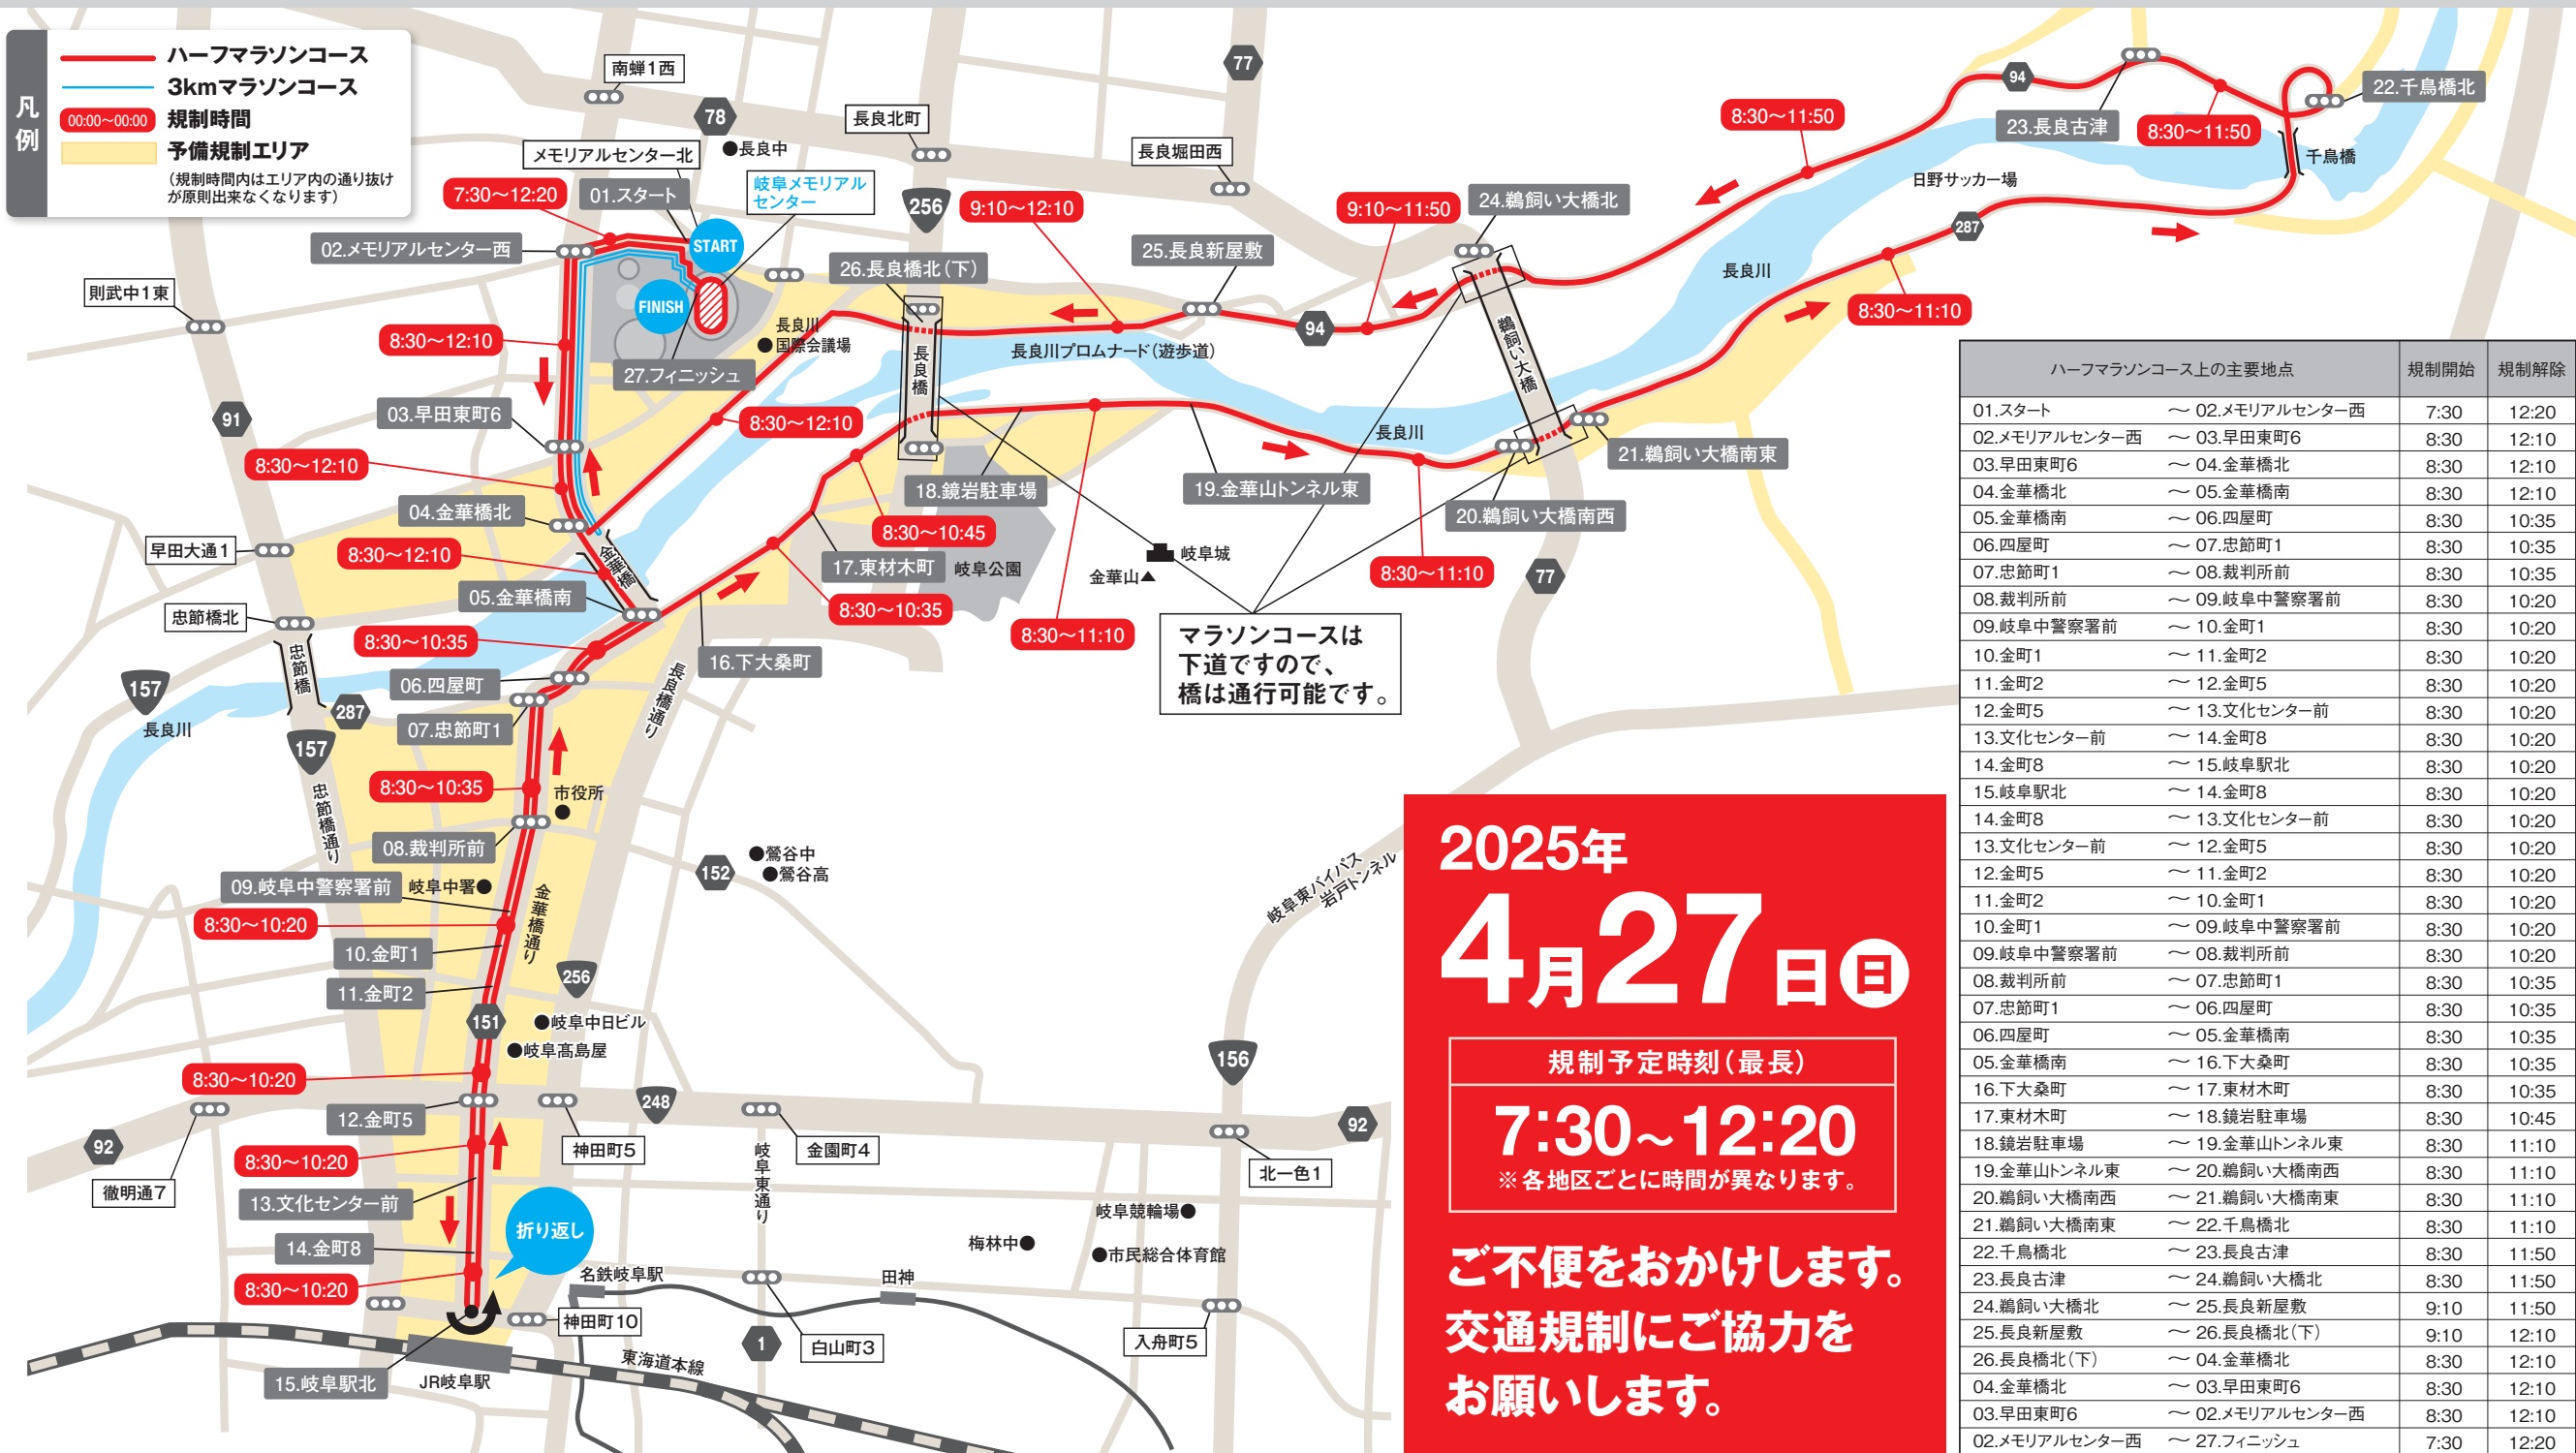 凡例
ハーフマラソンコース
3kmマラソンコース
00:00～00:00 規制時間
予備規制エリア
(規制時間内はエリア内の通り抜け
が原則出来なくなります)
南蝉1西
77
94
22.千鳥橋北
78
長良北町
8:30～11:50
23.長良古津
8:30～11:50
メモリアルセンター北
長良中
長良堀田西
千鳥橋
岐阜メモリアル
センター
日野サッカー場
7:30～12:20
01.スタート
256
9:10～12:10
9:10～11:50
24.鵜飼い大橋北
287
START
02.メモリアルセンター西
25.長良新屋敷
26.長良橋北(下)
長良川
則武中1東
FINISH
8:30～11:10
長良川
国際会議場
94
鵜飼い大橋
8:30～12:10
長良橋
長良川プロムナード(遊歩道)
27.フィニッシュ
91
03.早田東町6
8:30～12:10
長良川
21.鵜飼い大橋南東
8:30～12:10
18.鏡岩駐車場
19.金華山トンネル東
04.金華橋北
20.鵜飼い大橋南西
8:30～10:45
早田大通1
8:30～12:10
金華橋
17.東材木町
岐阜公園
岐阜城
金華山
8:30～11:10
77
05.金華橋南
忠節橋北
8:30～10:35
8:30～11:10
8:30～10:35
マラソンコースは
下道ですので、
橋は通行可能です。
忠節橋
16.下大桑町
長良橋通り
157
06.四屋町
287
長良川
07.忠節町1
157
8:30～10:35
市役所
忠節橋通り
08.裁判所前
152
鶯谷中
鶯谷高
岐阜東バイパス
岩戸トンネル
09.岐阜中警察署前
岐阜中署
金華橋通り
8:30～10:20
10.金町1
256
11.金町2
151
岐阜中日ビル
岐阜髙島屋
156
8:30～10:20
248
12.金町5
92
92
神田町5
金園町4
8:30～10:20
岐阜東通り
北一色1
徹明通7
13.文化センター前
岐阜競輪場
折り返し
14.金町8
梅林中
市民総合体育館
8:30～10:20
名鉄岐阜駅
田神
神田町10
1
白山町3
入舟町5
15.岐阜駅北
JR岐阜駅
東海道本線
2025年
4月27日(日)
規制予定時刻(最長)
7:30～12:20
※各地区ごとに時間が異なります。
ご不便をおかけします。
交通規制にご協力を
お願いします。
ハーフマラソンコース上の主要地点 規制開始 規制解除
01.スタート ～ 02.メモリアルセンター西 7:30 12:20
02.メモリアルセンター西 ～ 03.早田東町6 8:30 12:10
03.早田東町6 ～ 04.金華橋北 8:30 12:10
04.金華橋北 ～ 05.金華橋南 8:30 12:10
05.金華橋南 ～ 06.四屋町 8:30 10:35
06.四屋町 ～ 07.忠節町1 8:30 10:35
07.忠節町1 ～ 08.裁判所前 8:30 10:35
08.裁判所前 ～ 09.岐阜中警察署前 8:30 10:20
09.岐阜中警察署前 ～ 10.金町1 8:30 10:20
10.金町1 ～ 11.金町2 8:30 10:20
11.金町2 ～ 12.金町5 8:30 10:20
12.金町5 ～ 13.文化センター前 8:30 10:20
13.文化センター前 ～ 14.金町8 8:30 10:20
14.金町8 ～ 15.岐阜駅北 8:30 10:20
15.岐阜駅北 ～ 14.金町8 8:30 10:20
14.金町8 ～ 13.文化センター前 8:30 10:20
13.文化センター前 ～ 12.金町5 8:30 10:20
12.金町5 ～ 11.金町2 8:30 10:20
11.金町2 ～ 10.金町1 8:30 10:20
10.金町1 ～ 09.岐阜中警察署前 8:30 10:20
09.岐阜中警察署前 ～ 08.裁判所前 8:30 10:20
08.裁判所前 ～ 07.忠節町1 8:30 10:35
07.忠節町1 ～ 06.四屋町 8:30 10:35
06.四屋町 ～ 05.金華橋南 8:30 10:35
05.金華橋南 ～ 16.下大桑町 8:30 10:35
16.下大桑町 ～ 17.東材木町 8:30 10:35
17.東材木町 ～ 18.鏡岩駐車場 8:30 10:45
18.鏡岩駐車場 ～ 19.金華山トンネル東 8:30 11:10
19.金華山トンネル東 ～ 20.鵜飼い大橋南西 8:30 11:10
20.鵜飼い大橋南西 ～ 21.鵜飼い大橋南東 8:30 11:10
21.鵜飼い大橋南東 ～ 22.千鳥橋北 8:30 11:10
22.千鳥橋北 ～ 23.長良古津 8:30 11:50
23.長良古津 ～ 24.鵜飼い大橋北 8:30 11:50
24.鵜飼い大橋北 ～ 25.長良新屋敷 9:10 11:50
25.長良新屋敷 ～ 26.長良橋北(下) 9:10 12:10
26.長良橋北(下) ～ 04.金華橋北 8:30 12:10
04.金華橋北 ～ 03.早田東町6 8:30 12:10
03.早田東町6 ～ 02.メモリアルセンター西 8:30 12:10
02.メモリアルセンター西 ～ 27.フィニッシュ 7:30 12:20